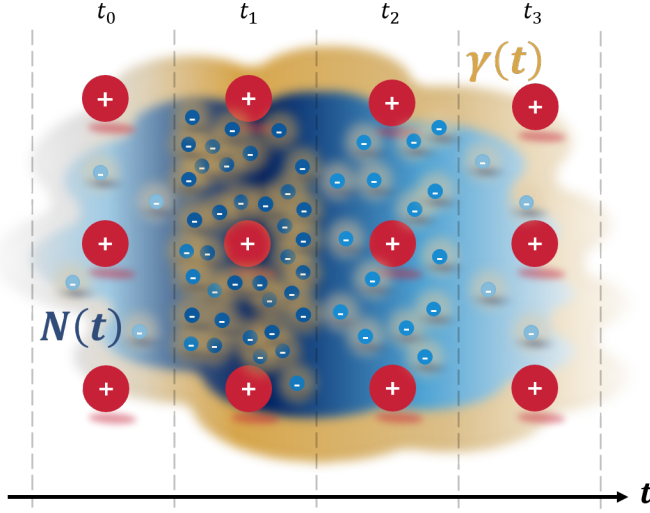 t₀ t₁ t₂ t₃
γ(t)
+ + + +
- - - - - - - - - - - - - - - - - -
+ + + +
N(t)
+ + + +
t